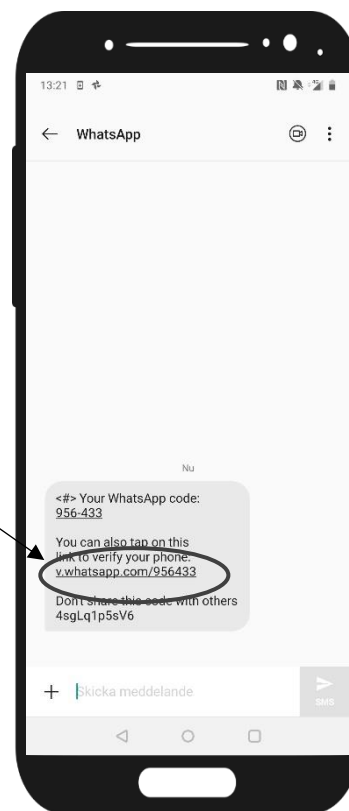 13:21
WhatsApp
Nu
<#> Your WhatsApp code:
956-433
You can also tap on this
link to verify your phone:
v.whatsapp.com/956433
Don't share this code with others
4sgLq1p5sV6
Skicka meddelande
SMS